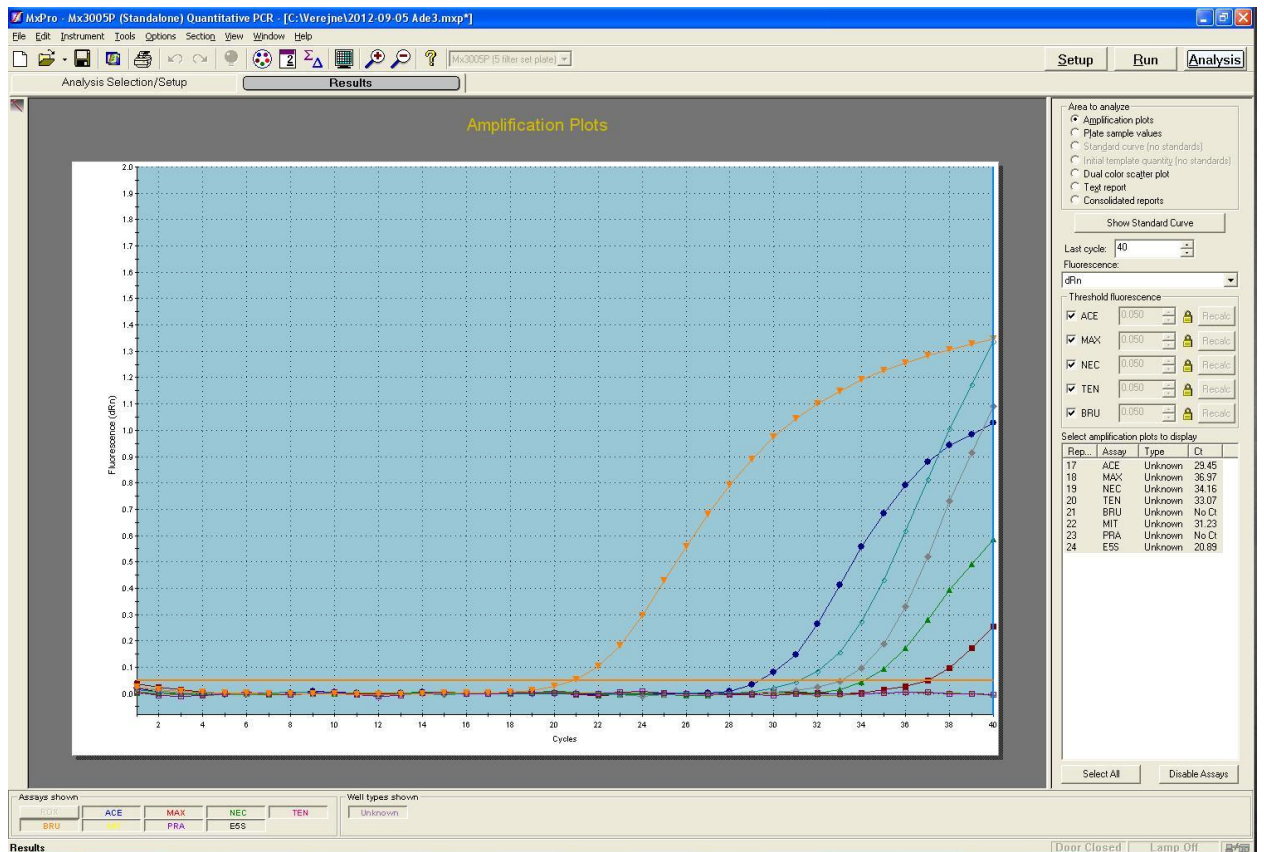 MxPro - Mx3005P (Standalone) Quantitative PCR - [C:\Verejne\2012-09-05 Ade3.mxp*]
File Edit Instrument Tools Options Section View Window Help
Mx3005P (5 filter set plate)
Setup Run Analysis
Analysis Selection/Setup Results
Amplification Plots
2.0
1.9
1.8
1.7
1.6
1.5
1.4
1.3
1.2
1.1
1.0
0.9
0.8
0.7
0.6
0.5
0.4
0.3
0.2
0.1
0.0
Fluorescence (dRn)
2 4 6 8 10 12 14 16 18 20 22 24 26 28 30 32 34 36 38 40
Cycles
Area to analyze
Amplification plots
Plate sample values
Standard curve (no standards)
Initial template quantity (no standards)
Dual color scatter plot
Text report
Consolidated reports
Show Standard Curve
Last cycle: 40
Fluorescence:
dRn
Threshold fluorescence
ACE 0.050 Recalc
MAX 0.050 Recalc
NEC 0.050 Recalc
TEN 0.050 Recalc
BRU 0.050 Recalc
Select amplification plots to display
Rep... Assay Type Ct
17 ACE Unknown 29.45
18 MAX Unknown 36.97
19 NEC Unknown 34.16
20 TEN Unknown 33.07
21 BRU Unknown No Ct
22 MIT Unknown 31.23
23 PRA Unknown No Ct
24 E5S Unknown 20.89
Select All Disable Assays
Assays shown
ROX ACE MAX NEC TEN
BRU MIT PRA E5S
Well types shown
Unknown
Results
Door Closed Lamp Off